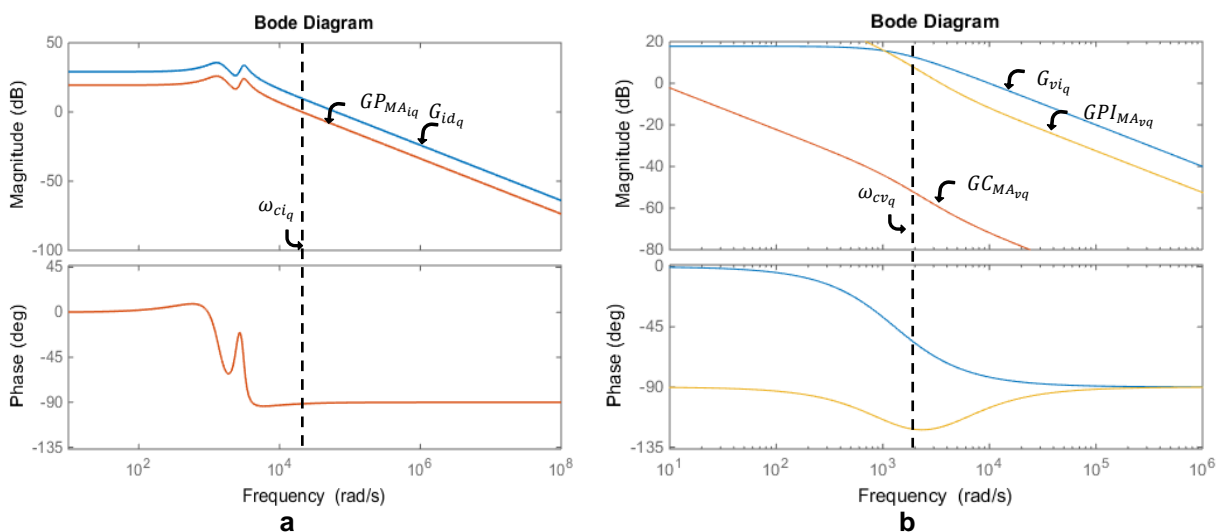 Bode Diagram
50
0
-50
-100
Magnitude (dB)
GP_{MA_{iq}}
G_{id_q}
ω_{ci_q}
45
0
-45
-90
-135
Phase (deg)
10^2
10^4
10^6
10^8
Frequency (rad/s)
a
Bode Diagram
20
0
-20
-40
-60
-80
Magnitude (dB)
G_{vi_q}
GPI_{MA_{vq}}
GC_{MA_{vq}}
ω_{cv_q}
0
-45
-90
-135
Phase (deg)
10^1
10^2
10^3
10^4
10^5
10^6
Frequency (rad/s)
b